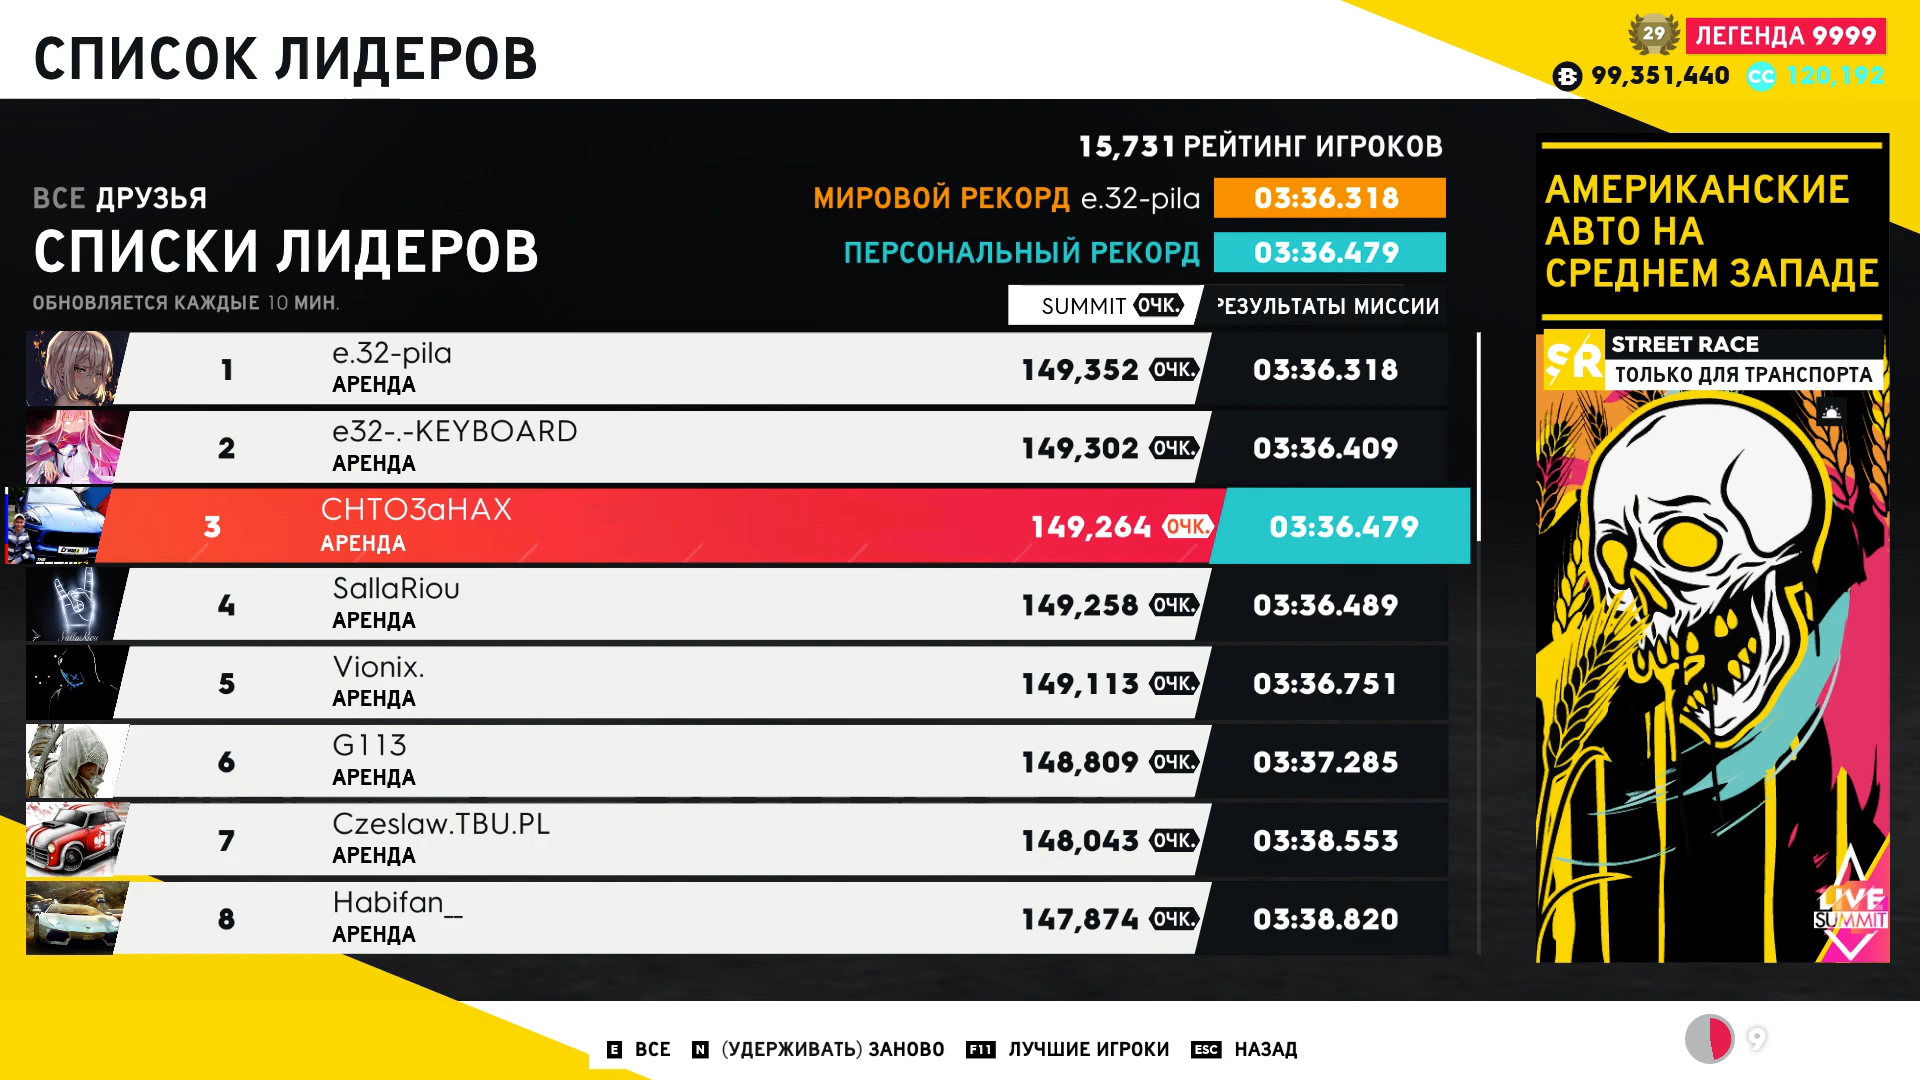 СПИСОК ЛИДЕРОВ
29 ЛЕГЕНДА 9999
99,351,440 CC 120,192
15,731 РЕЙТИНГ ИГРОКОВ
ВСЕ ДРУЗЬЯ
МИРОВОЙ РЕКОРД e.32-pila 03:36.318
СПИСКИ ЛИДЕРОВ
ПЕРСОНАЛЬНЫЙ РЕКОРД 03:36.479
ОБНОВЛЯЕТСЯ КАЖДЫЕ 10 МИН.
SUMMIT ОЧК. РЕЗУЛЬТАТЫ МИССИИ
1 e.32-pila 149,352 ОЧК. 03:36.318
АРЕНДА
2 e32-.-KEYBOARD 149,302 ОЧК. 03:36.409
АРЕНДА
3 CHTO3aHAX 149,264 ОЧК. 03:36.479
АРЕНДА
4 SallaRiou 149,258 ОЧК. 03:36.489
АРЕНДА
5 Vionix. 149,113 ОЧК. 03:36.751
АРЕНДА
6 G113 148,809 ОЧК. 03:37.285
АРЕНДА
7 Czeslaw.TBU.PL 148,043 ОЧК. 03:38.553
АРЕНДА
8 Habifan__ 147,874 ОЧК. 03:38.820
АРЕНДА
АМЕРИКАНСКИЕ
АВТО НА
СРЕДНЕМ ЗАПАДЕ
SR STREET RACE
ТОЛЬКО ДЛЯ ТРАНСПОРТА
LIVE
SUMMIT
E ВСЕ N (УДЕРЖИВАТЬ) ЗАНОВО F11 ЛУЧШИЕ ИГРОКИ ESC НАЗАД
9